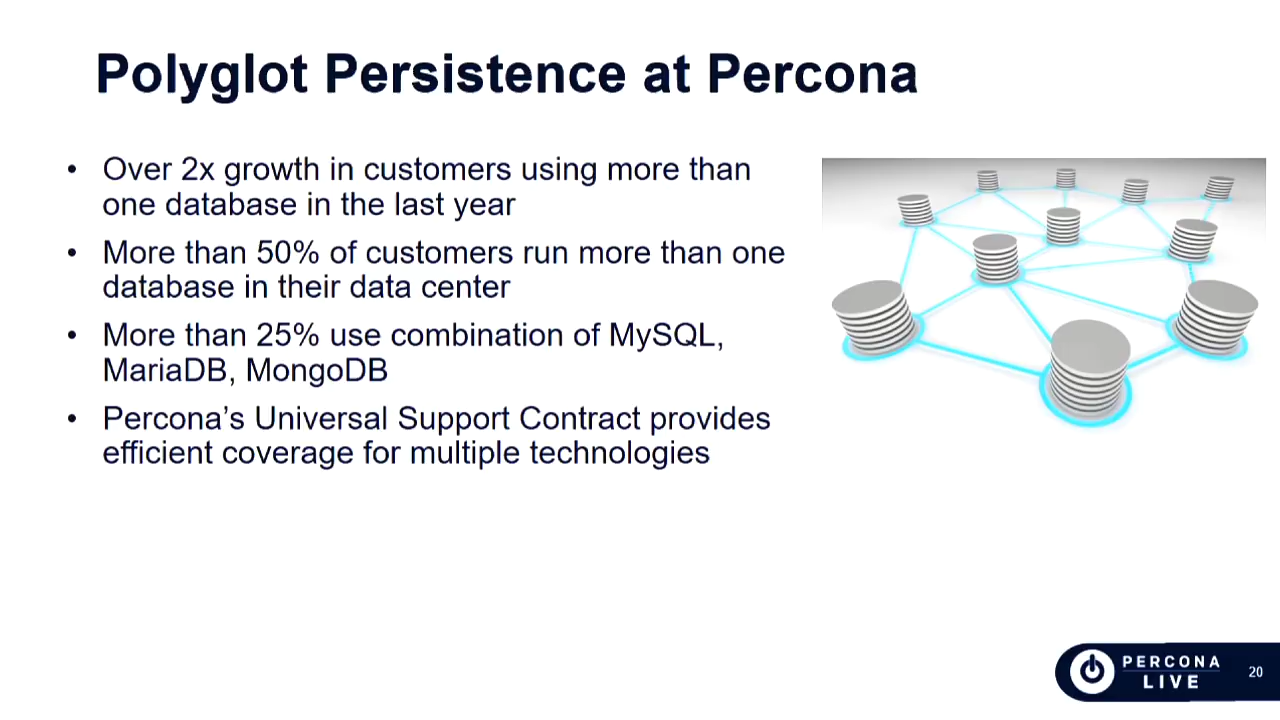 Polyglot Persistence at Percona
• Over 2x growth in customers using more than
one database in the last year
• More than 50% of customers run more than one
database in their data center
• More than 25% use combination of MySQL,
MariaDB, MongoDB
• Percona’s Universal Support Contract provides
efficient coverage for multiple technologies
PERCONA
LIVE
20